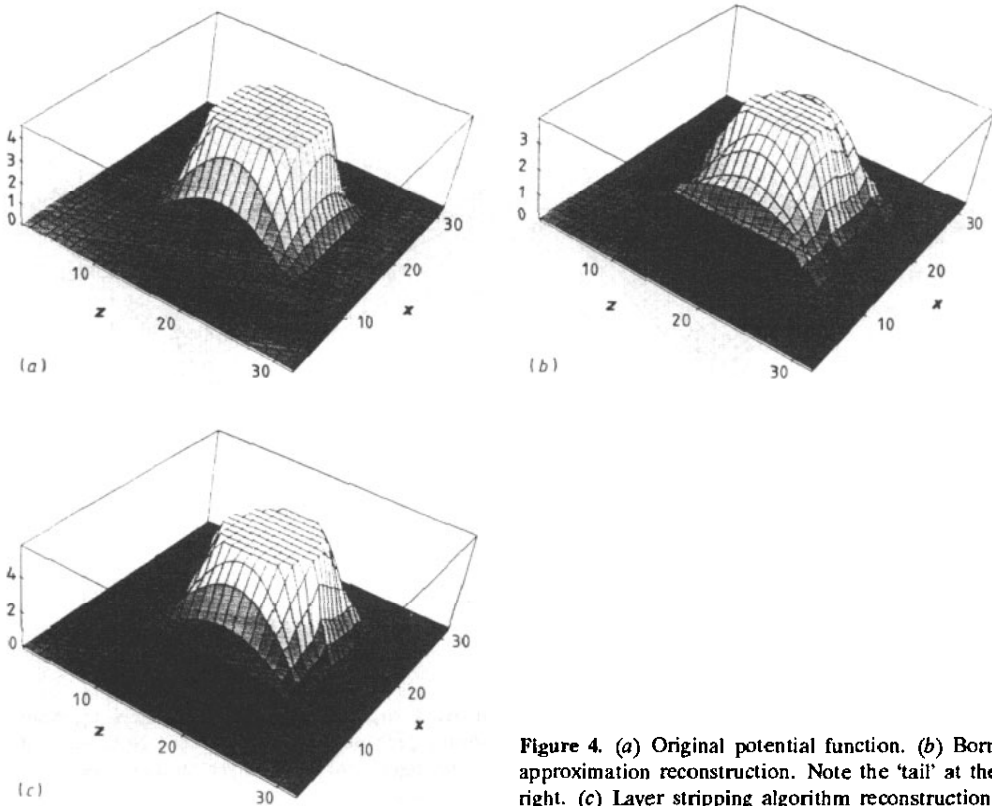 4
3
2
1
0
10
20
30
z
10
20
30
x
(a)
3
2
1
0
10
20
30
z
10
20
30
x
(b)
4
2
0
10
20
30
z
10
20
30
x
(c)
Figure 4. (a) Original potential function. (b) Born
approximation reconstruction. Note the ‘tail’ at the
right. (c) Layer stripping algorithm reconstruction